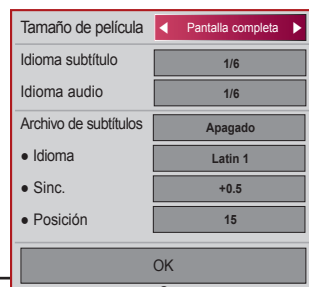 Tamaño de película ◀ Pantalla completa ▶
Idioma subtítulo 1/6
Idioma audio 1/6
Archivo de subtítulos Apagado
● Idioma Latin 1
● Sinc. +0.5
● Posición 15
OK